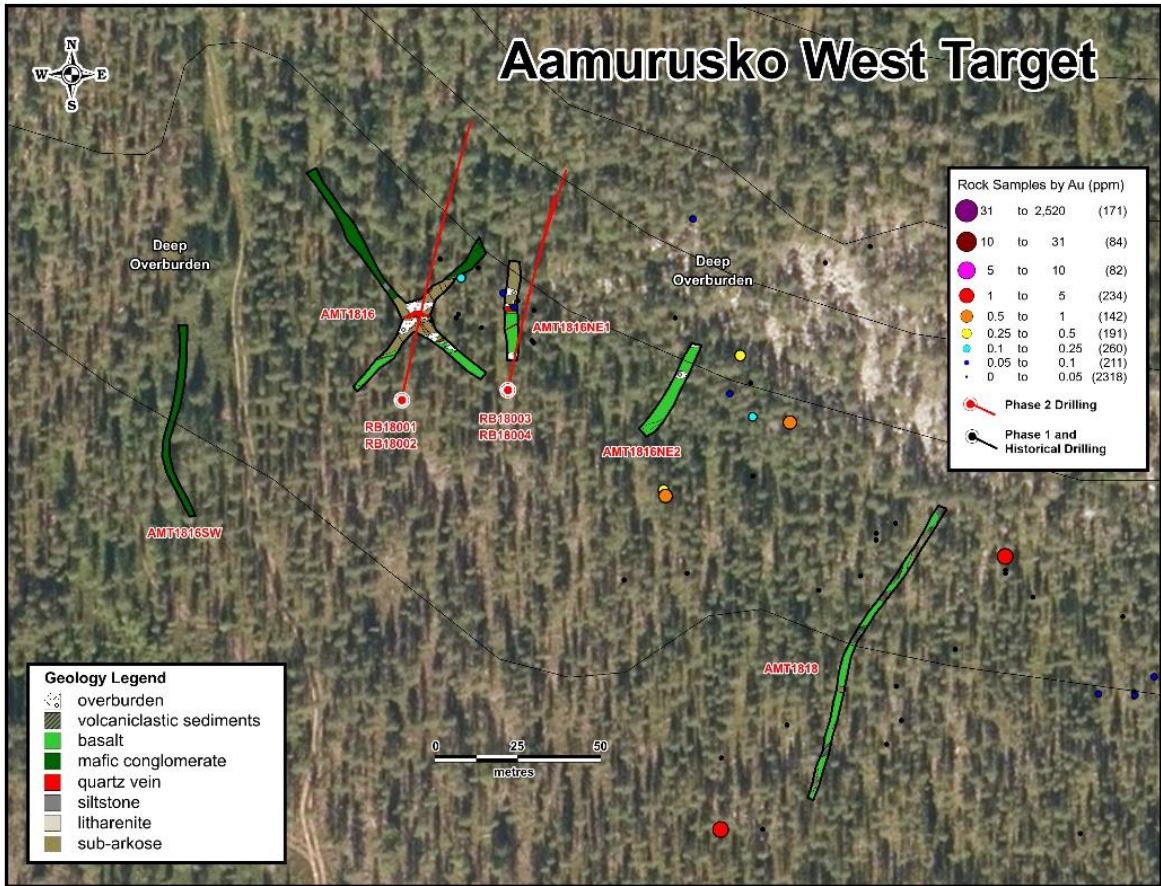 Aamurusko West Target
N
W E
S
Deep
Overburden
Deep
Overburden
AMT1816
AMT1816NE1
RB18001
RB18002
RB18003
RB18004
AMT1816NE2
AMT1816SW
AMT1818
Rock Samples by Au (ppm)
31 to 2,520 (171)
10 to 31 (84)
5 to 10 (82)
1 to 5 (234)
0.5 to 1 (142)
0.25 to 0.5 (191)
0.1 to 0.25 (260)
0.05 to 0.1 (211)
0 to 0.05 (2318)
Phase 2 Drilling
Phase 1 and
Historical Drilling
Geology Legend
overburden
volcaniclastic sediments
basalt
mafic conglomerate
quartz vein
siltstone
litharenite
sub-arkose
0 25 50
metres